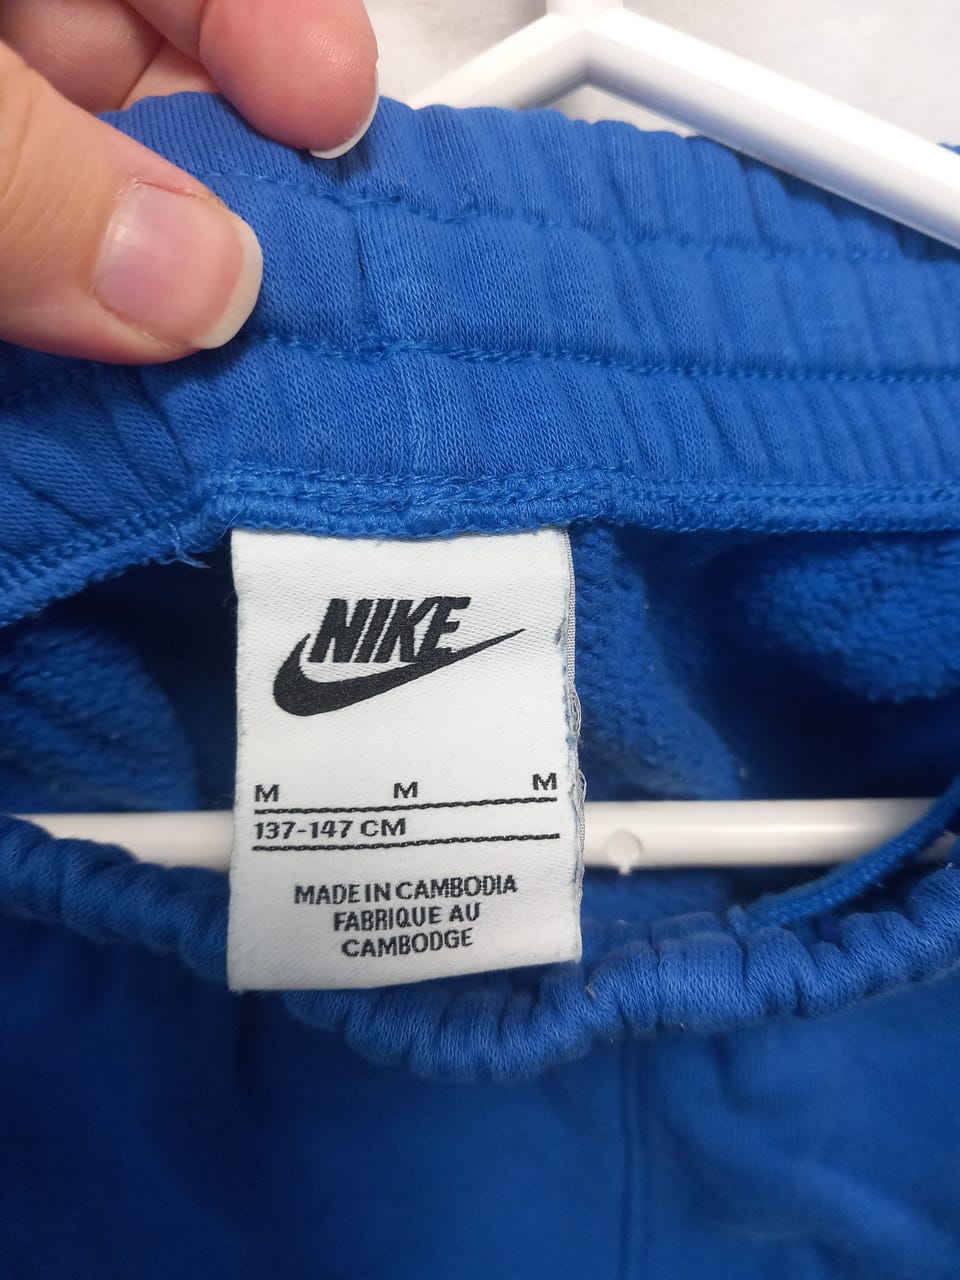 NIKE
M M M
137-147 CM
MADE IN CAMBODIA
FABRIQUE AU
CAMBODGE